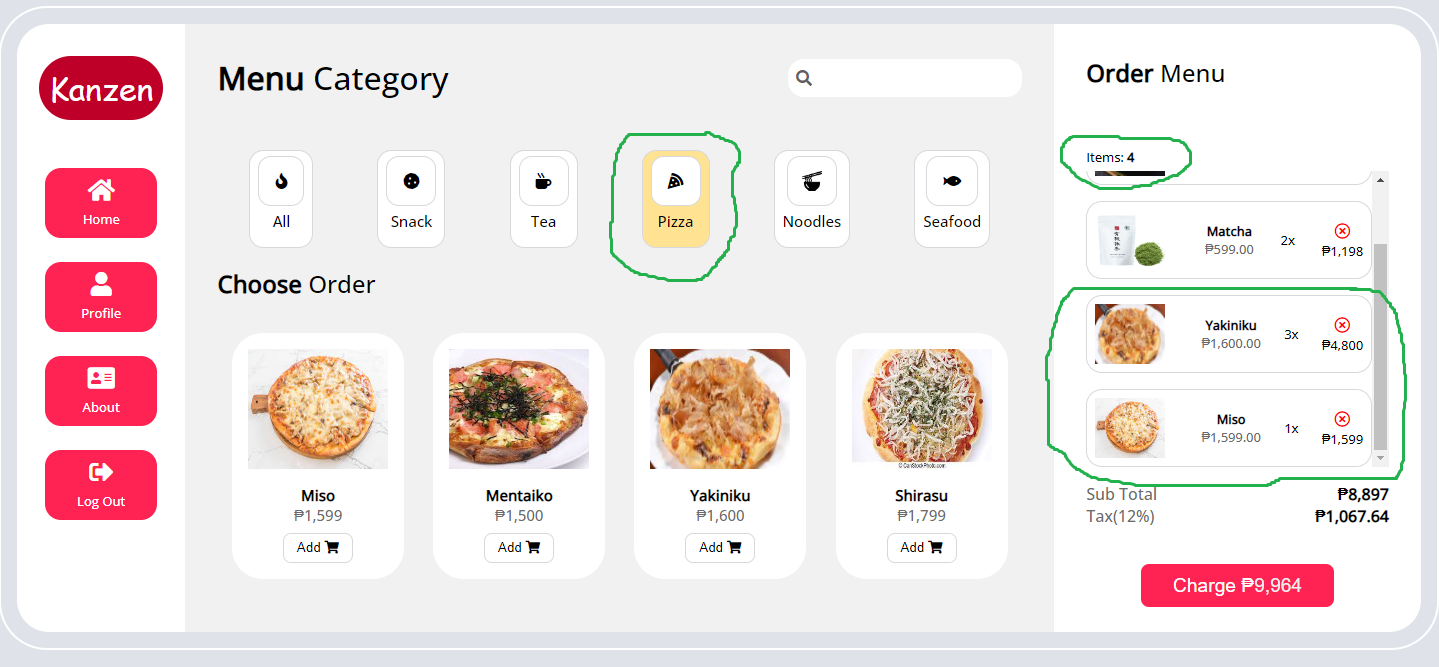 Kanzen
Home
Profile
About
Log Out
Menu Category
All
Snack
Tea
Pizza
Noodles
Seafood
Choose Order
Miso
₱1,599
Add
Mentaiko
₱1,500
Add
Yakiniku
₱1,600
Add
© CanStockPhoto.com
Shirasu
₱1,799
Add
Order Menu
Items: 4
Matcha
₱599.00
2x
₱1,198
Yakiniku
₱1,600.00
3x
₱4,800
Miso
₱1,599.00
1x
₱1,599
Sub Total ₱8,897
Tax(12%) ₱1,067.64
Charge ₱9,964